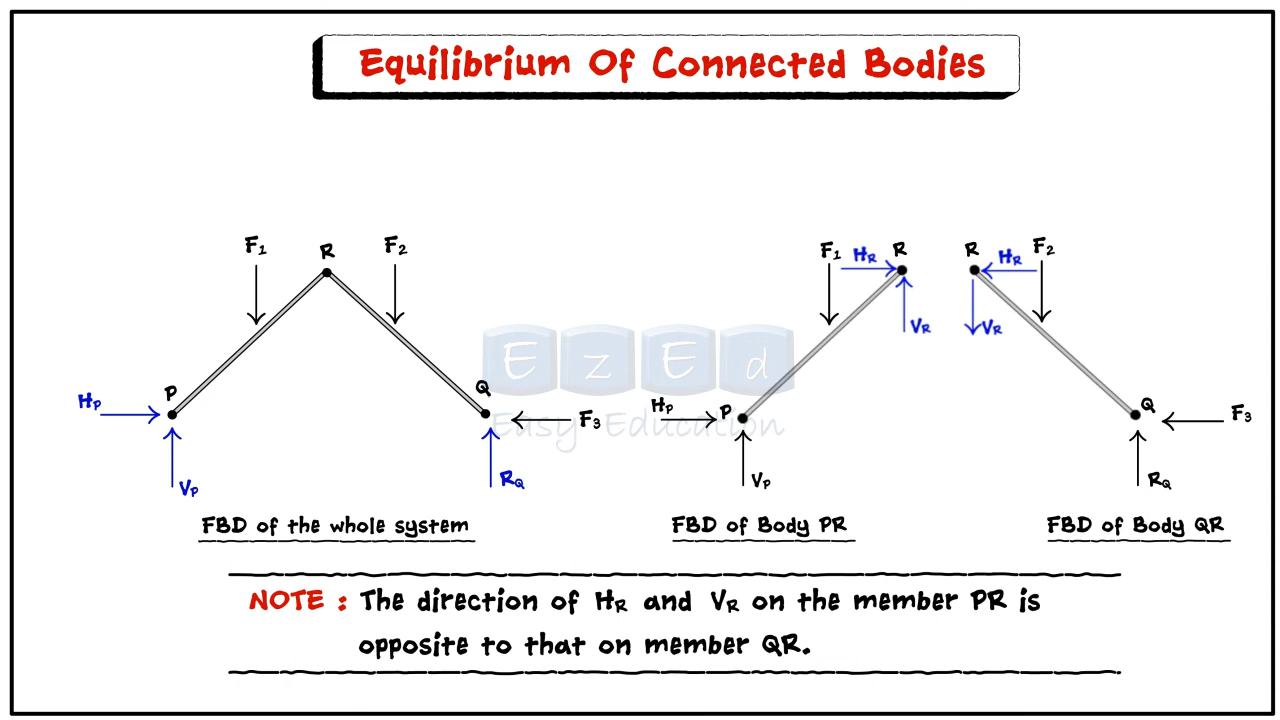 Equilibrium Of Connected Bodies
F1
R
F2
P
Q
HP
F3
VP
RQ
FBD of the whole system
F1
HR
R
VR
HP
P
VP
FBD of Body PR
R
HR
F2
VR
Q
F3
RQ
FBD of Body QR
EzEd
Easy Education
NOTE : The direction of HR and VR on the member PR is
opposite to that on member QR.